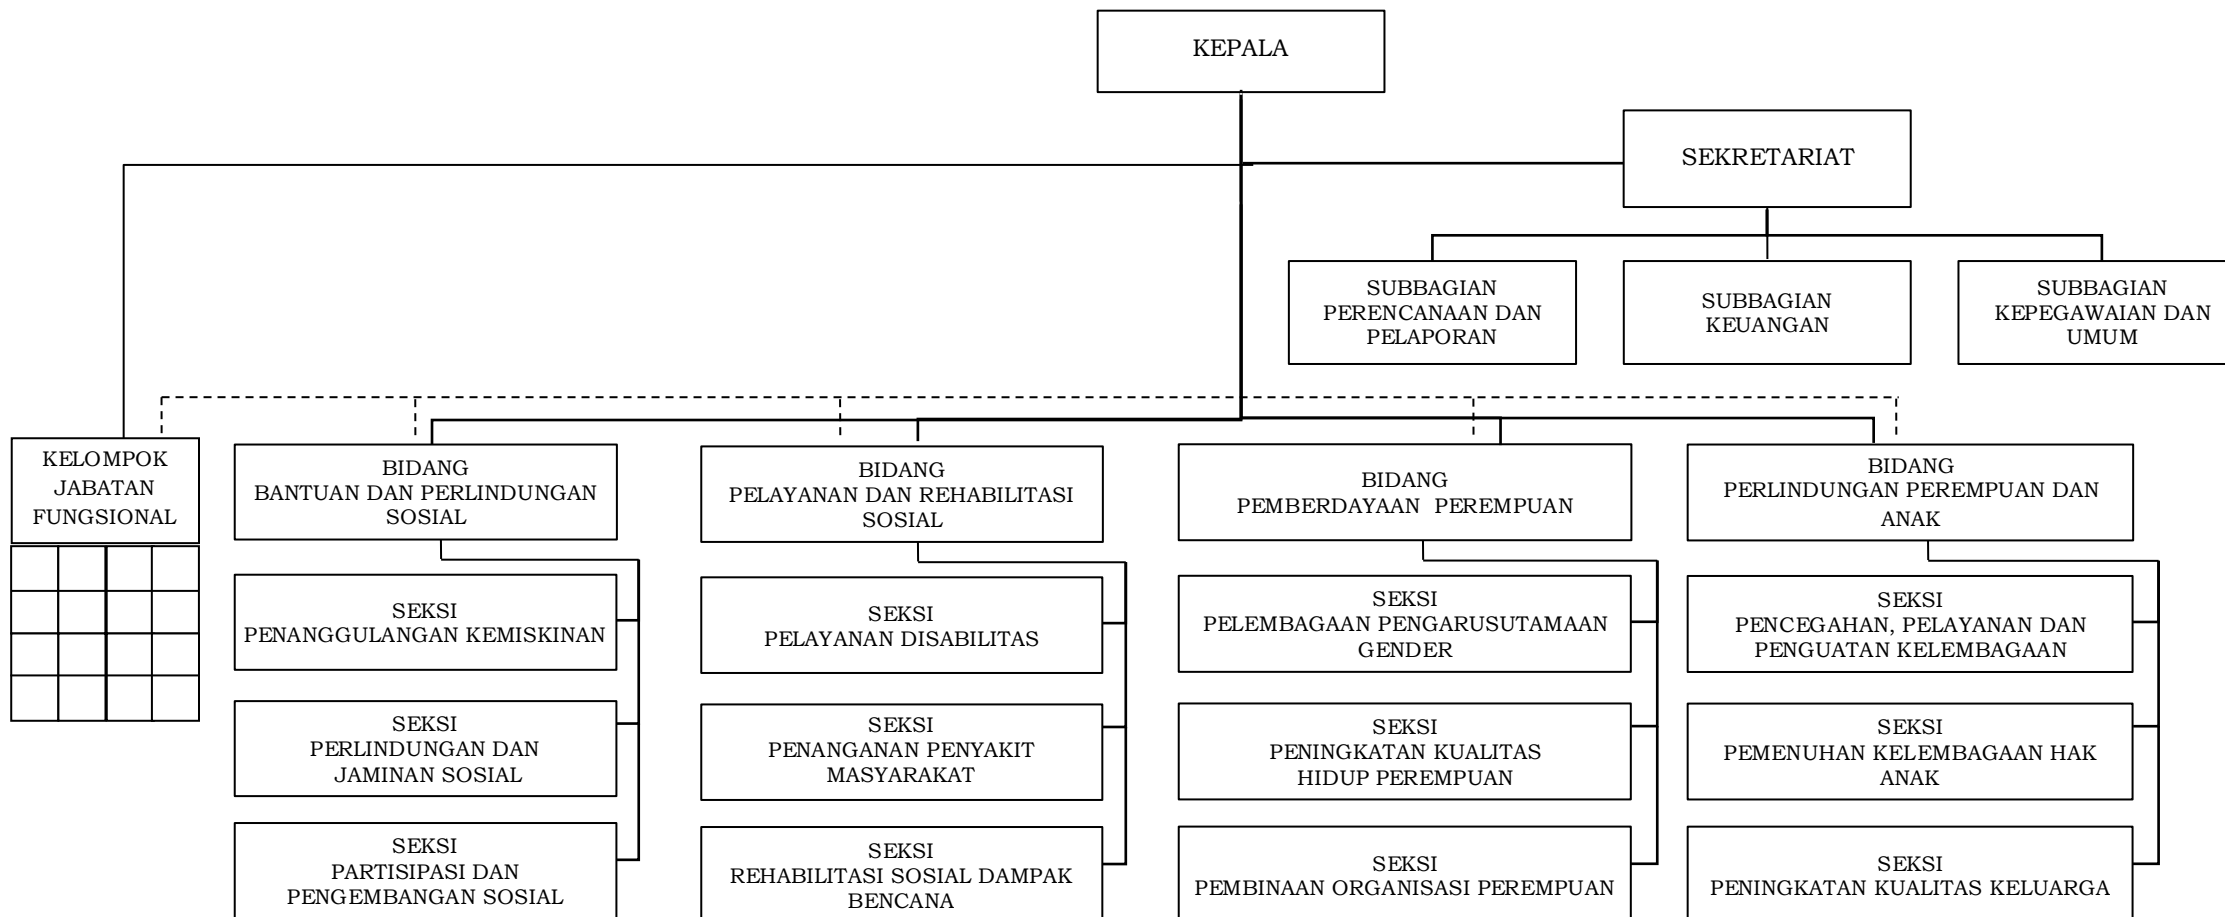 KEPALA
SEKRETARIAT
SUBBAGIAN
PERENCANAAN DAN
PELAPORAN
SUBBAGIAN
KEUANGAN
SUBBAGIAN
KEPEGAWAIAN DAN
UMUM
KELOMPOK
JABATAN
FUNGSIONAL
BIDANG
BANTUAN DAN PERLINDUNGAN
SOSIAL
SEKSI
PENANGGULANGAN KEMISKINAN
SEKSI
PERLINDUNGAN DAN
JAMINAN SOSIAL
SEKSI
PARTISIPASI DAN
PENGEMBANGAN SOSIAL
BIDANG
PELAYANAN DAN REHABILITASI
SOSIAL
SEKSI
PELAYANAN DISABILITAS
SEKSI
PENANGANAN PENYAKIT
MASYARAKAT
SEKSI
REHABILITASI SOSIAL DAMPAK
BENCANA
BIDANG
PEMBERDAYAAN  PEREMPUAN
SEKSI
PELEMBAGAAN PENGARUSUTAMAAN
GENDER
SEKSI
PENINGKATAN KUALITAS
HIDUP PEREMPUAN
SEKSI
PEMBINAAN ORGANISASI PEREMPUAN
BIDANG
PERLINDUNGAN PEREMPUAN DAN
ANAK
SEKSI
PENCEGAHAN, PELAYANAN DAN
PENGUATAN KELEMBAGAAN
SEKSI
PEMENUHAN KELEMBAGAAN HAK
ANAK
SEKSI
PENINGKATAN KUALITAS KELUARGA